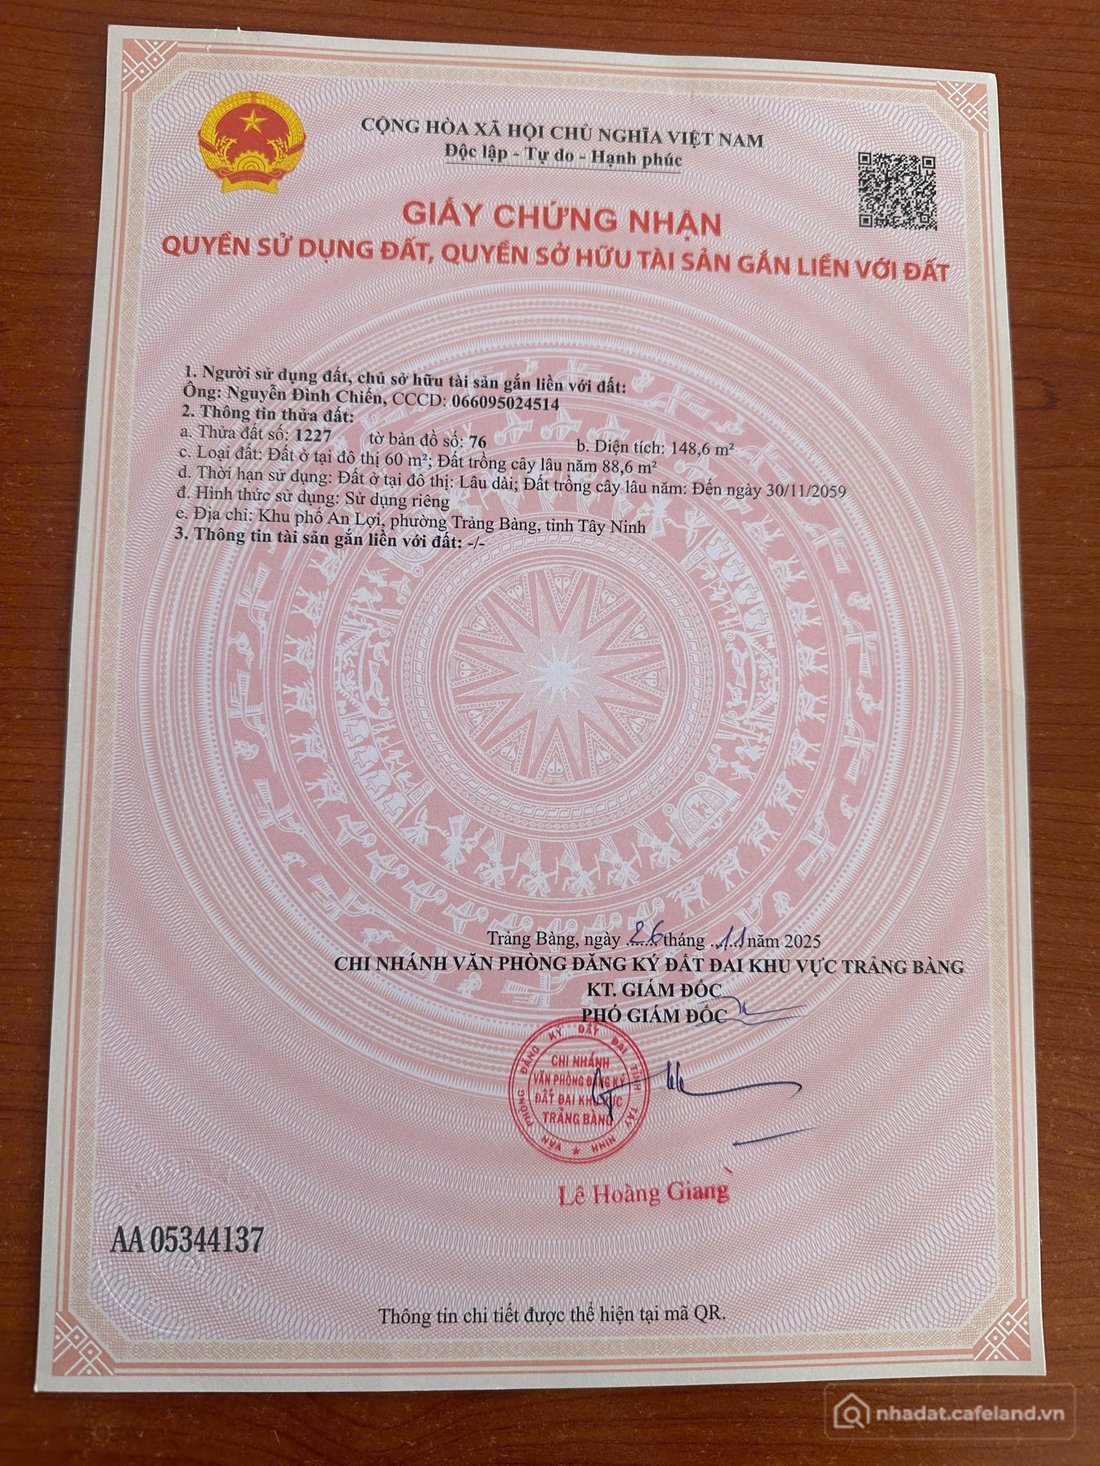 CỘNG HÒA XÃ HỘI CHỦ NGHĨA VIỆT NAM
Độc lập - Tự do - Hạnh phúc
GIẤY CHỨNG NHẬN
QUYỀN SỬ DỤNG ĐẤT, QUYỀN SỞ HỮU TÀI SẢN GẮN LIỀN VỚI ĐẤT
1. Người sử dụng đất, chủ sở hữu tài sản gắn liền với đất:
Ông: Nguyễn Đình Chiến, CCCD: 066095024514
2. Thông tin thửa đất:
a. Thửa đất số: 1227 tờ bản đồ số: 76 b. Diện tích: 148,6 m²
c. Loại đất: Đất ở tại đô thị 60 m²; Đất trồng cây lâu năm 88,6 m²
d. Thời hạn sử dụng: Đất ở tại đô thị: Lâu dài; Đất trồng cây lâu năm: Đến ngày 30/11/2059
đ. Hình thức sử dụng: Sử dụng riêng
e. Địa chỉ: Khu phố An Lợi, phường Trảng Bàng, tỉnh Tây Ninh
3. Thông tin tài sản gắn liền với đất: -/-
Trảng Bàng, ngày 26 tháng 11 năm 2025
CHI NHÁNH VĂN PHÒNG ĐĂNG KÝ ĐẤT ĐAI KHU VỰC TRẢNG BÀNG
KT. GIÁM ĐỐC
PHÓ GIÁM ĐỐC
VĂN PHÒNG ĐĂNG KÝ ĐẤT ĐAI TỈNH TÂY NINH
CHI NHÁNH
VĂN PHÒNG ĐĂNG KÝ
ĐẤT ĐAI KHU VỰC
TRẢNG BÀNG
Lê Hoàng Giang
AA 05344137
Thông tin chi tiết được thể hiện tại mã QR.
nhadat.cafeland.vn